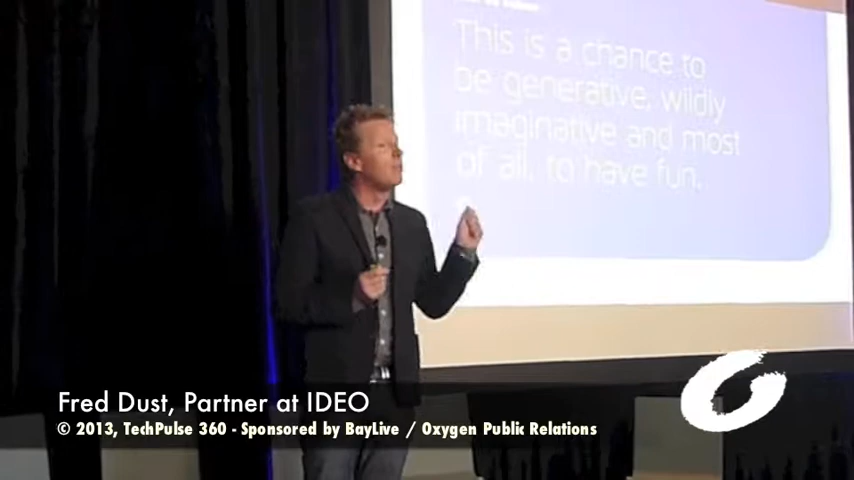 This is a chance to
be generative, wildly
imaginative and most
of all, to have fun.
Fred Dust, Partner at IDEO
© 2013, TechPulse 360 - Sponsored by BayLive / Oxygen Public Relations